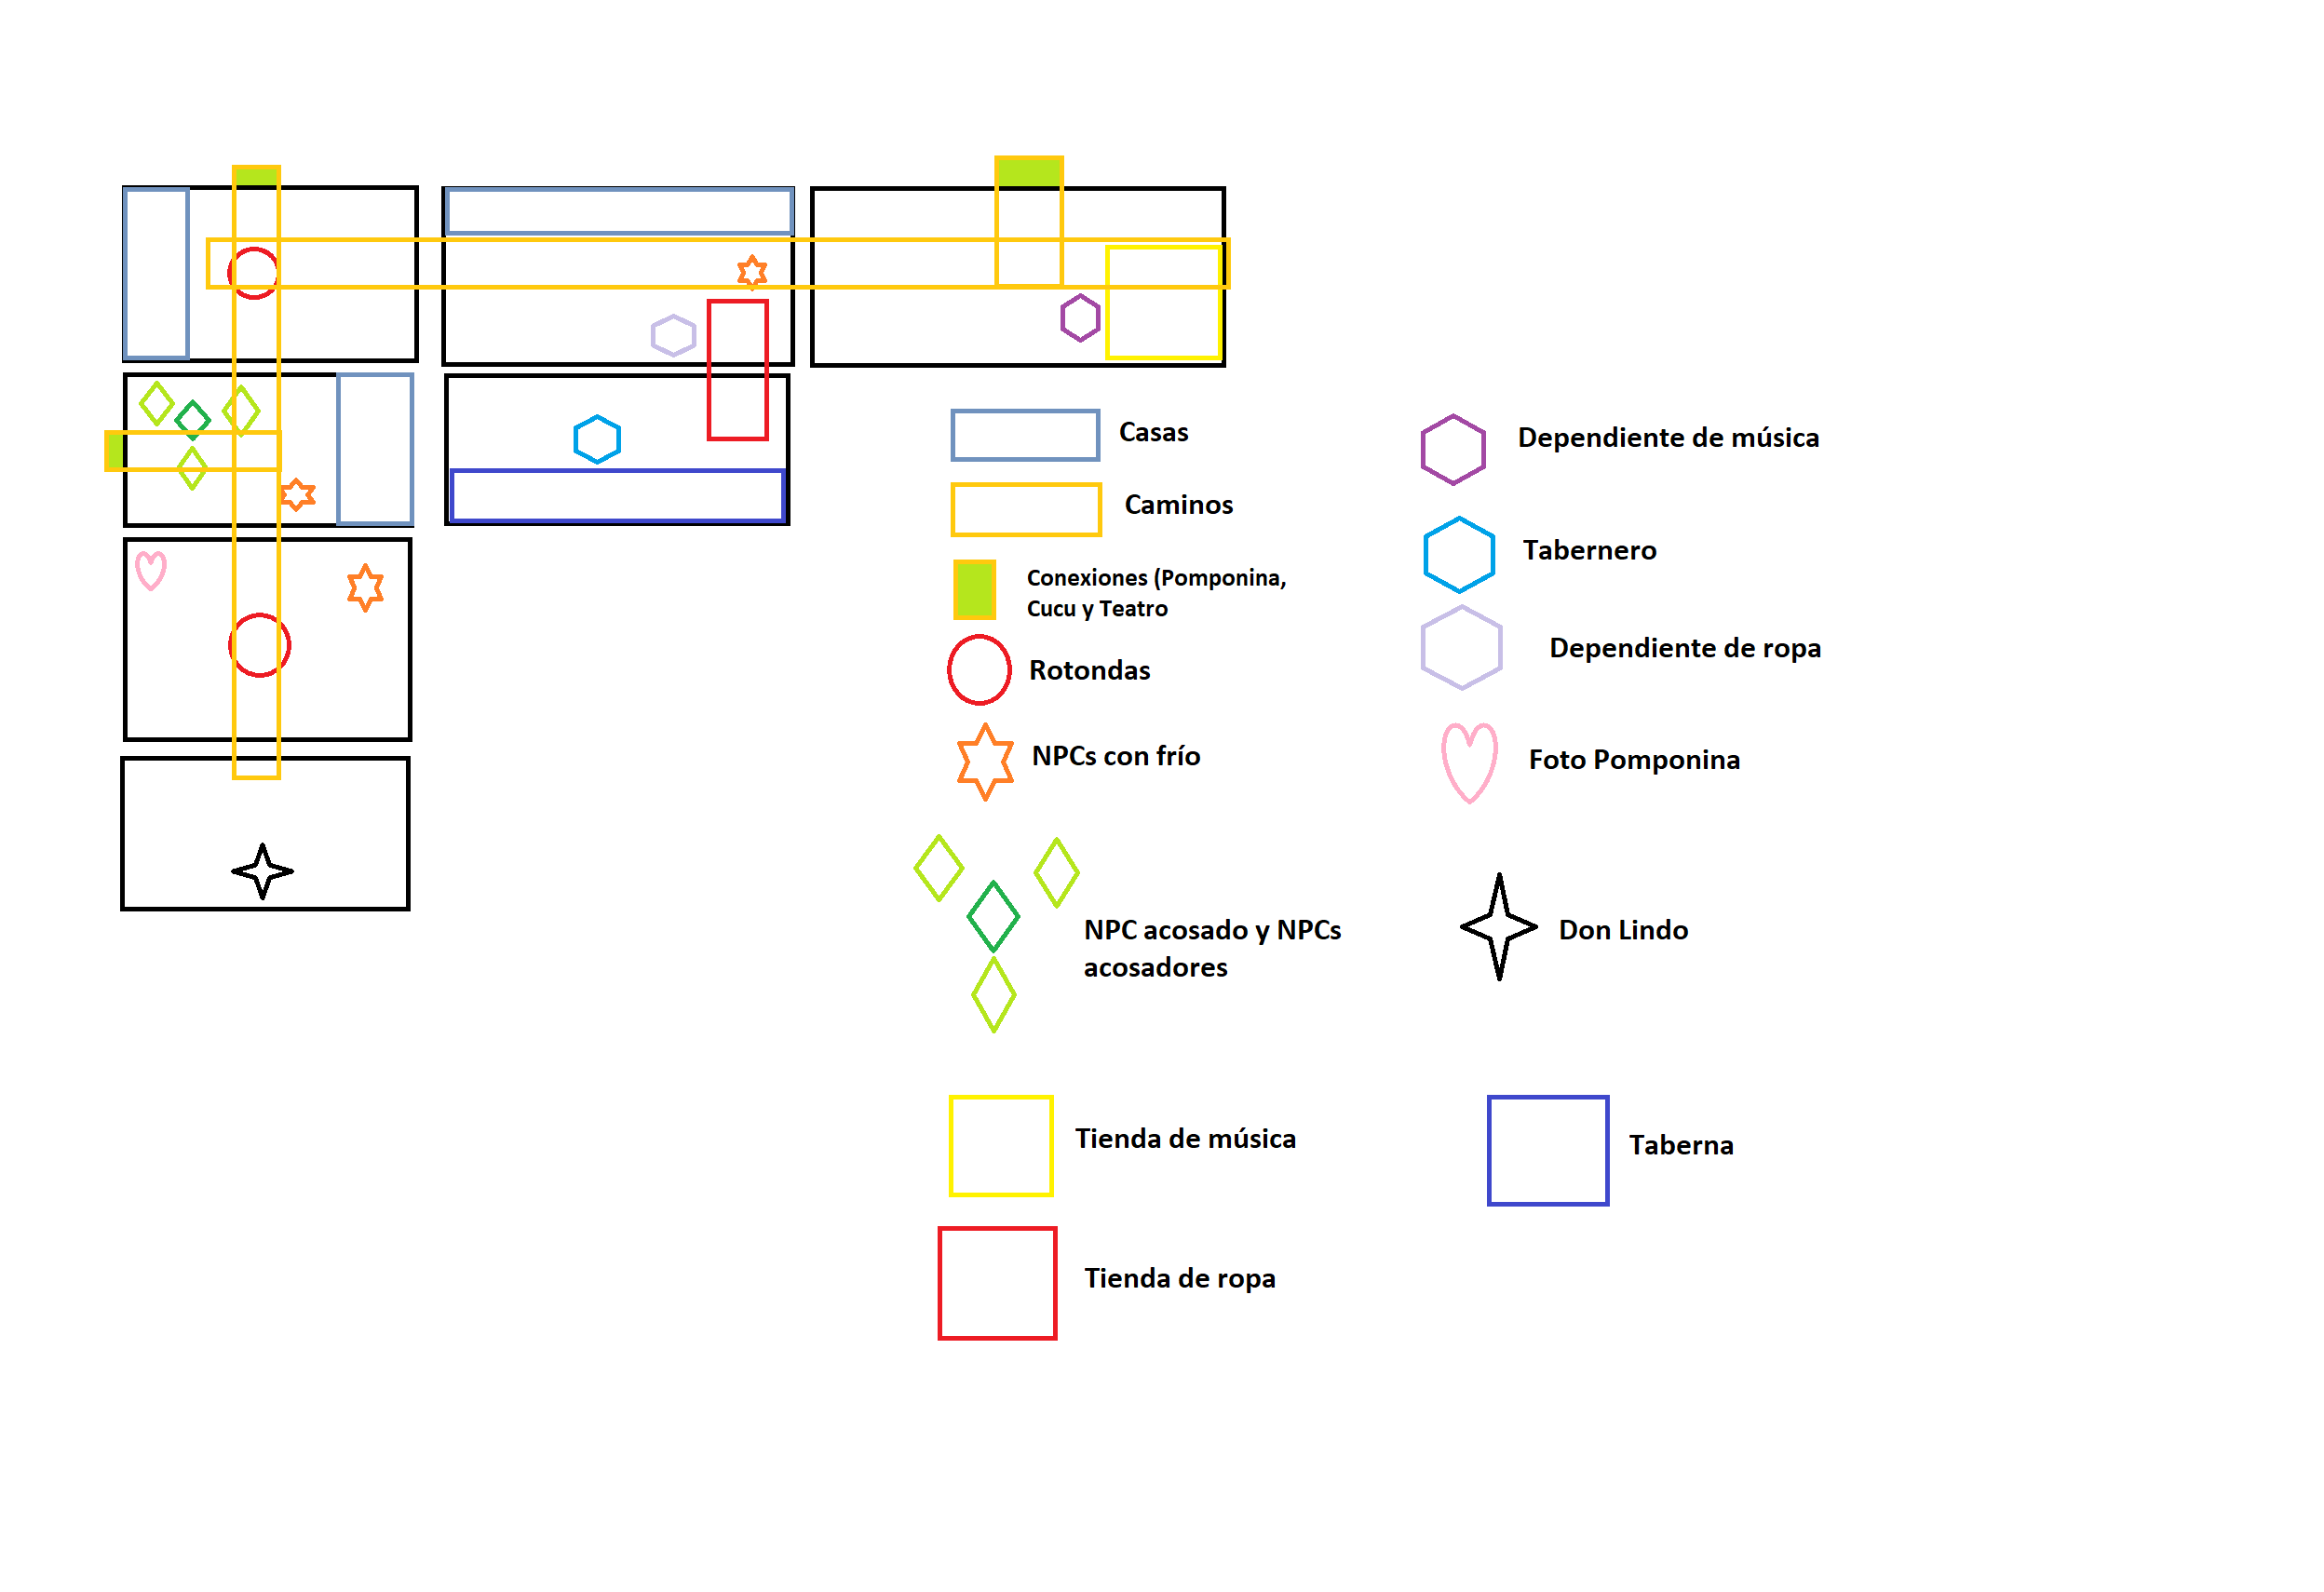 Casas
Caminos
Conexiones (Pomponina,
Cucu y Teatro
Rotondas
NPCs con frío
NPC acosado y NPCs
acosadores
Tienda de música
Tienda de ropa
Dependiente de música
Tabernero
Dependiente de ropa
Foto Pomponina
Don Lindo
Taberna